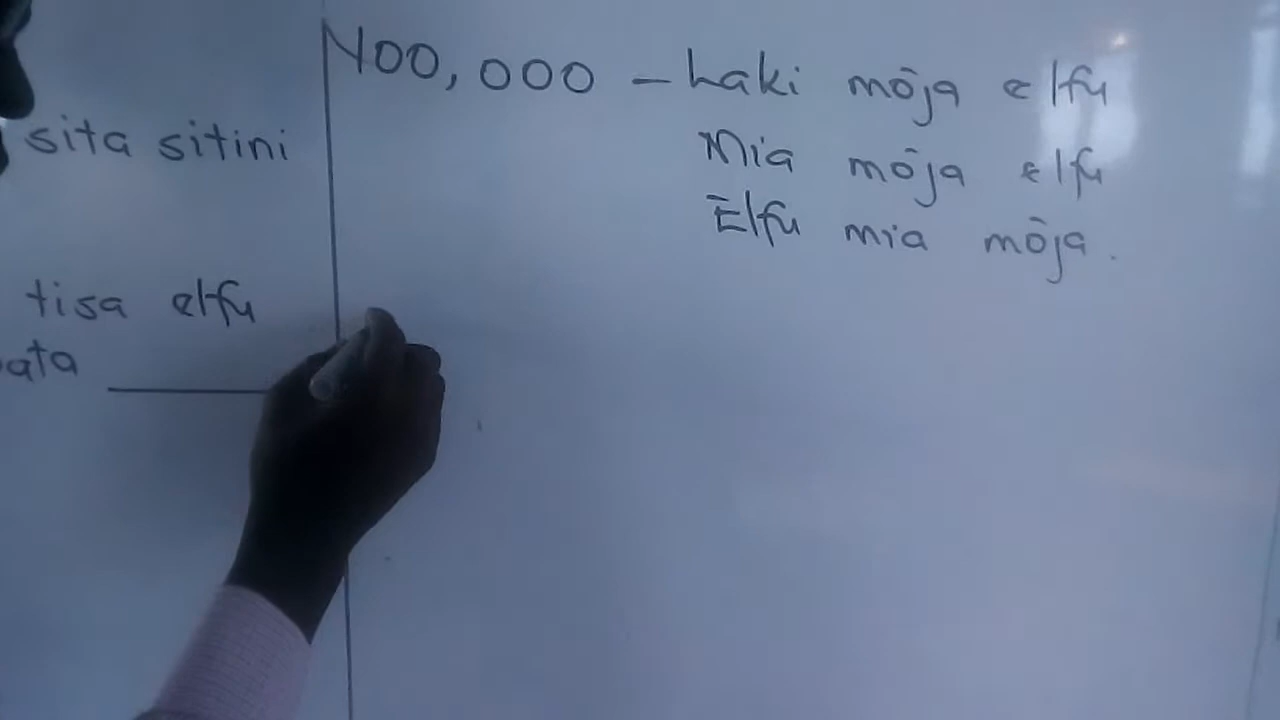 sita sitini
tisa elfu
ata
100,000 – Laki moja elfu
Mia moja elfu
Elfu mia moja.